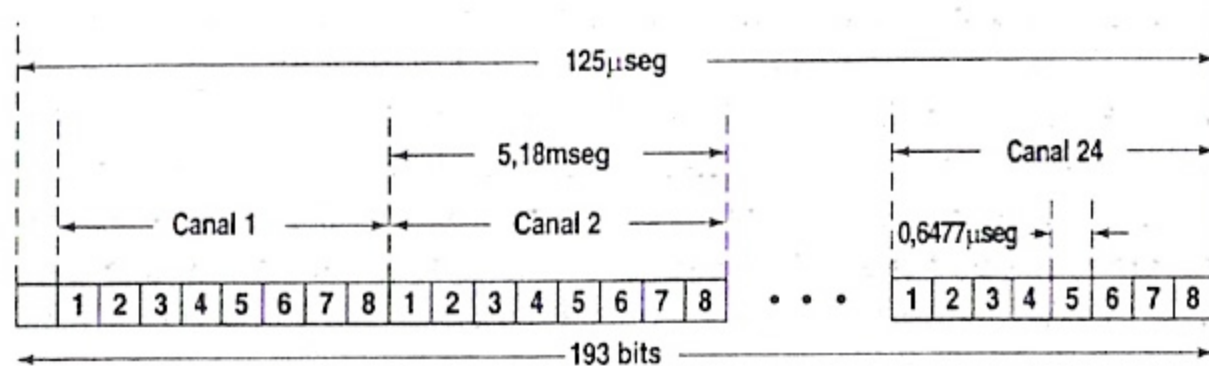 125µseg
5,18mseg
Canal 24
Canal 1
Canal 2
0,6477µseg
1 2 3 4 5 6 7 8 1 2 3 4 5 6 7 8 • • • 1 2 3 4 5 6 7 8
193 bits